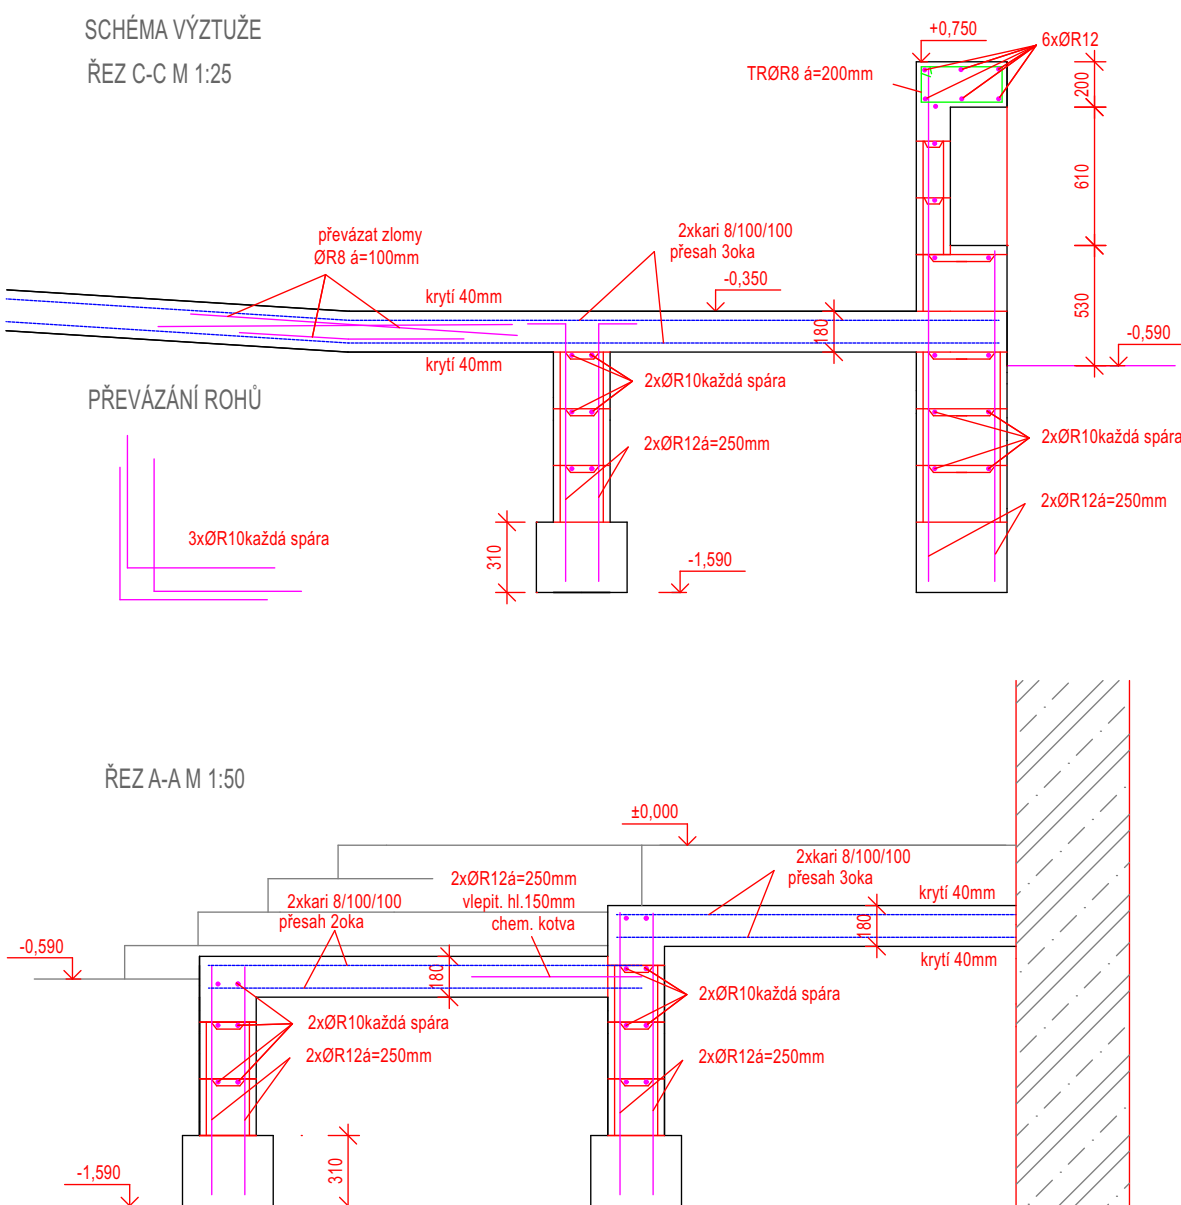 SCHÉMA VÝZTUŽE
ŘEZ C-C M 1:25
+0,750
6xØR12
TRØR8 á=200mm
200
610
530
převázat zlomy
ØR8 á=100mm
2xkari 8/100/100
přesah 3oka
krytí 40mm
-0,350
180
-0,590
krytí 40mm
2xØR10každá spára
PŘEVÁZÁNÍ ROHŮ
2xØR12á=250mm
2xØR10každá spára
2xØR12á=250mm
3xØR10každá spára
310
-1,590
ŘEZ A-A M 1:50
±0,000
2xkari 8/100/100
přesah 3oka
2xØR12á=250mm
vlepit. hl.150mm
chem. kotva
2xkari 8/100/100
přesah 2oka
krytí 40mm
180
-0,590
krytí 40mm
180
2xØR10každá spára
2xØR10každá spára
2xØR12á=250mm
2xØR12á=250mm
310
-1,590